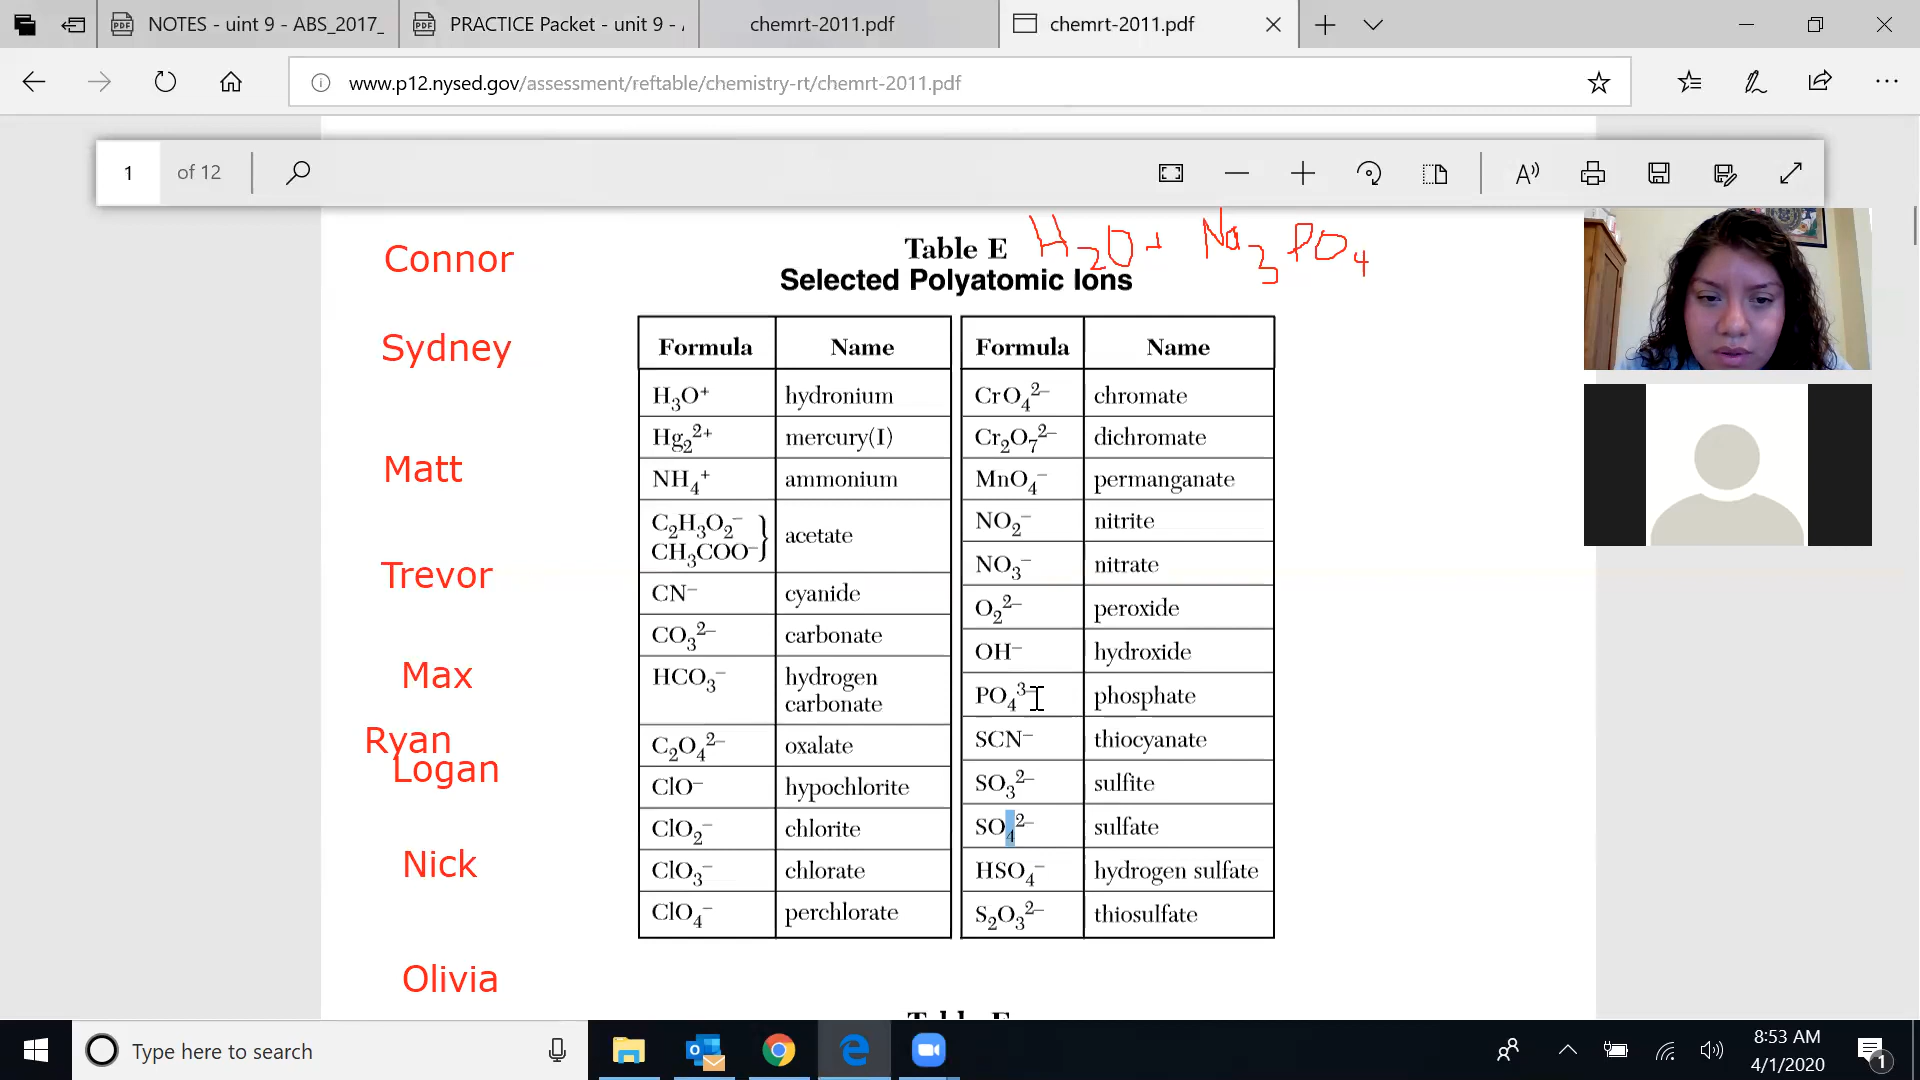 NOTES - uint 9 - ABS_2017_
PRACTICE Packet - unit 9 - A
chemrt-2011.pdf
chemrt-2011.pdf
www.p12.nysed.gov/assessment/reftable/chemistry-rt/chemrt-2011.pdf
1 of 12
Table E H₂O + Na₃PO₄
Selected Polyatomic Ions
Connor
Sydney
Matt
Trevor
Max
Ryan
Logan
Nick
Olivia
Formula Name Formula Name
H₃O⁺ hydronium CrO₄²⁻ chromate
Hg₂²⁺ mercury(I) Cr₂O₇²⁻ dichromate
NH₄⁺ ammonium MnO₄⁻ permanganate
C₂H₃O₂⁻ NO₂⁻ nitrite
CH₃COO⁻ } acetate NO₃⁻ nitrate
CN⁻ cyanide O₂²⁻ peroxide
CO₃²⁻ carbonate OH⁻ hydroxide
HCO₃⁻ hydrogen PO₄³⁻ phosphate
carbonate SCN⁻ thiocyanate
C₂O₄²⁻ oxalate SO₃²⁻ sulfite
ClO⁻ hypochlorite SO₄²⁻ sulfate
ClO₂⁻ chlorite HSO₄⁻ hydrogen sulfate
ClO₃⁻ chlorate S₂O₃²⁻ thiosulfate
ClO₄⁻ perchlorate
Type here to search
8:53 AM
4/1/2020
1